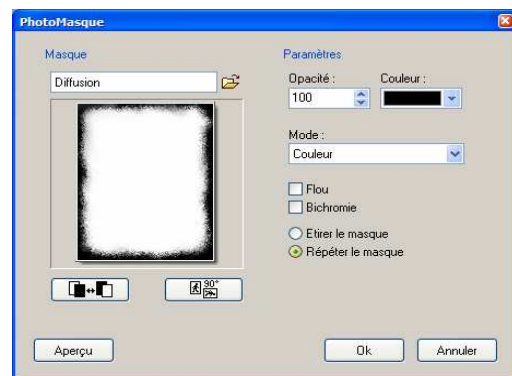 PhotoMasque
Masque
Diffusion
90°
Aperçu
Paramètres
Opacité : Couleur :
100
Mode :
Couleur
Flou
Bichromie
Etirer le masque
Répéter le masque
Ok Annuler